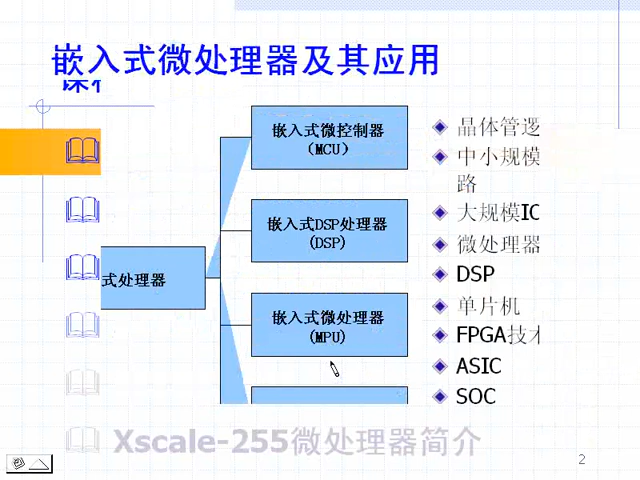 嵌入式微处理器及其应用
嵌入式微控制器
（MCU）
嵌入式DSP处理器
(DSP)
式处理器
嵌入式微处理器
(MPU)
晶体管逻
中小规模
路
大规模IC
微处理器
DSP
单片机
FPGA技术
ASIC
SOC
Xscale-255微处理器简介
2